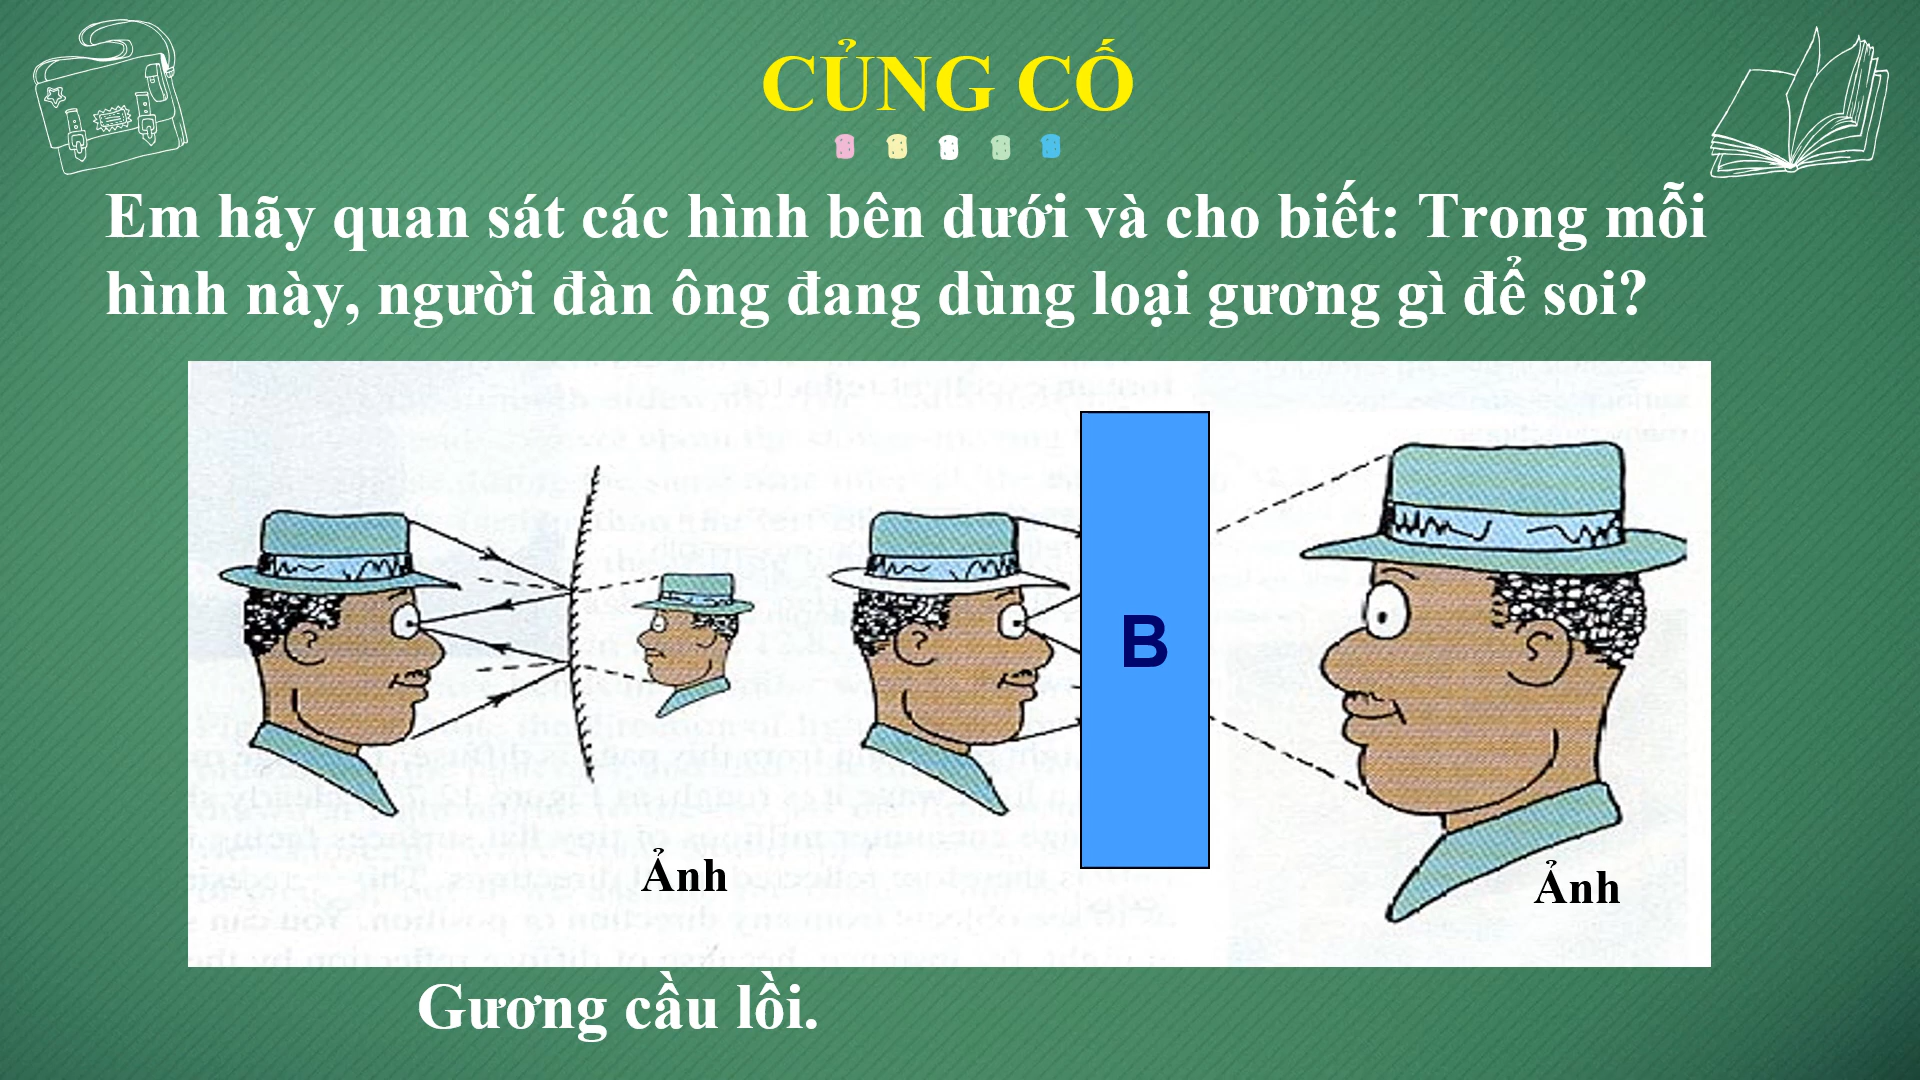 CỦNG CỐ
Em hãy quan sát các hình bên dưới và cho biết: Trong mỗi
hình này, người đàn ông đang dùng loại gương gì để soi?
B
Ảnh
Ảnh
Gương cầu lồi.